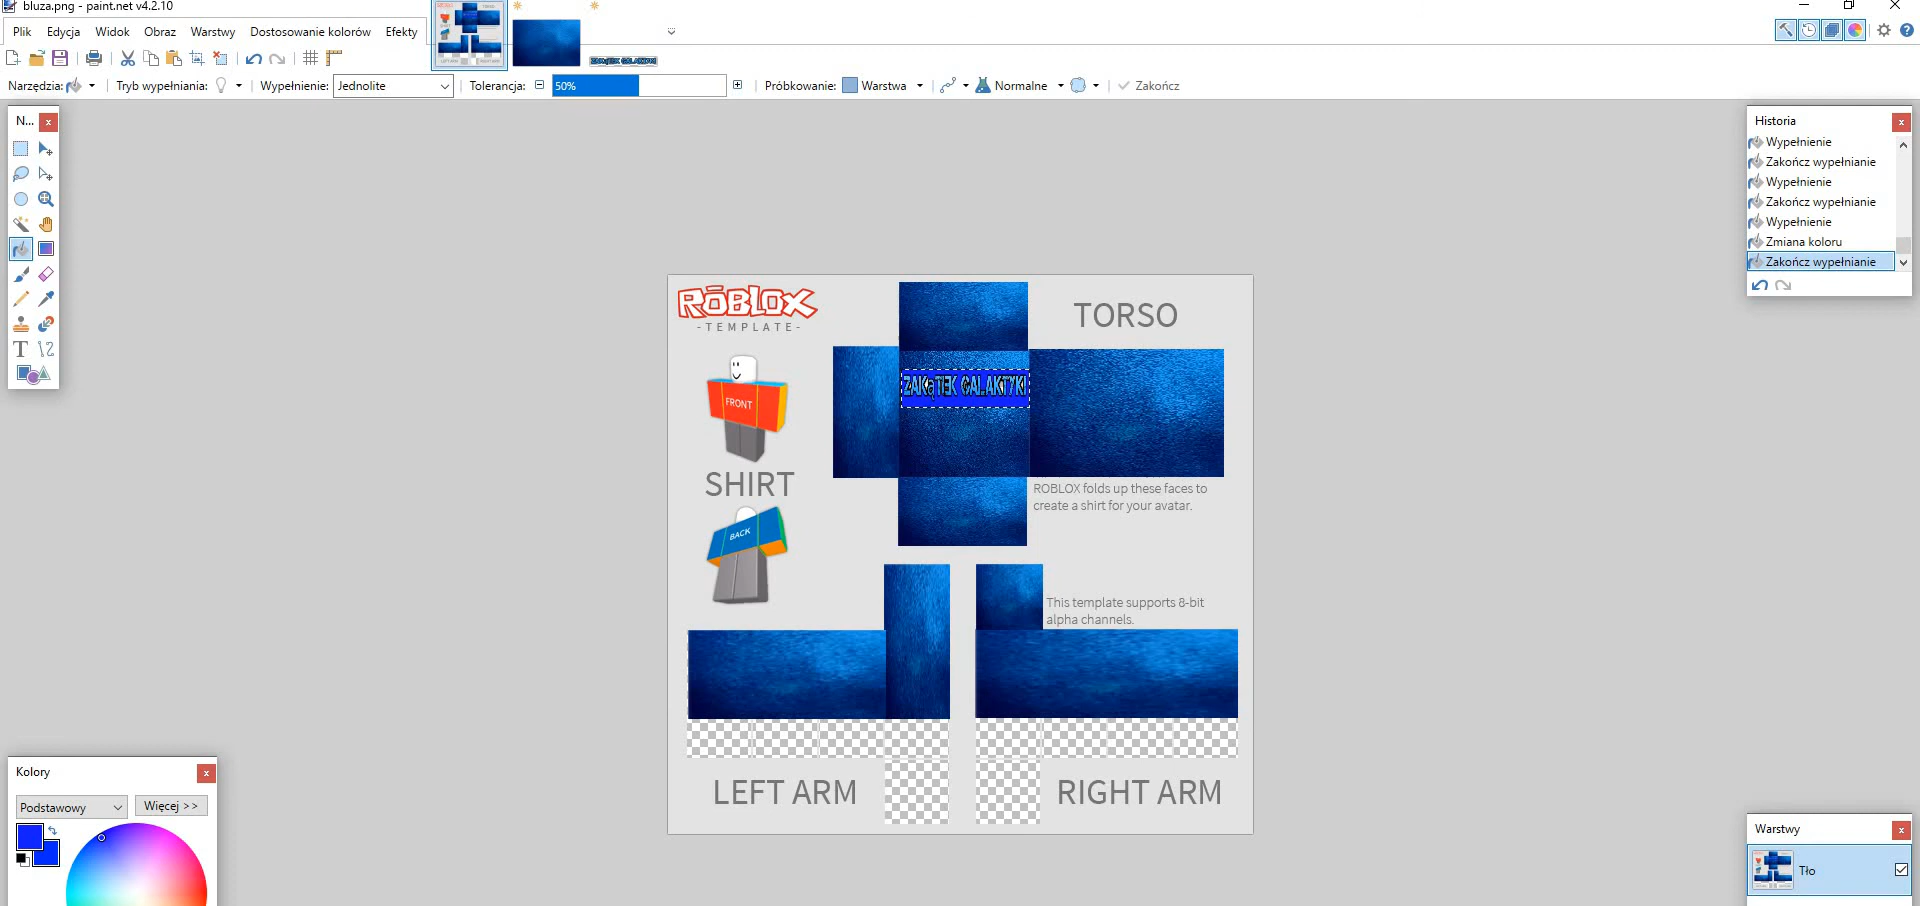 bluza.png - paint.net v4.2.10
Plik Edycja Widok Obraz Warstwy Dostosowanie kolorów Efekty
Narzędzia: Tryb wypełniania: Wypełnienie: Jednolite Tolerancja: 50% Próbkowanie: Warstwa Normalne Zakończ
N...
Historia
Wypełnienie
Zakończ wypełnianie
Wypełnienie
Zakończ wypełnianie
Wypełnienie
Zmiana koloru
Zakończ wypełnianie
ROBLOX
-TEMPLATE-
TORSO
FRONT
ZAKąTEK GALAKTYKI
SHIRT
ROBLOX folds up these faces to
create a shirt for your avatar.
BACK
This template supports 8-bit
alpha channels.
LEFT ARM
RIGHT ARM
Kolory
Podstawowy
Więcej >>
Warstwy
Tło